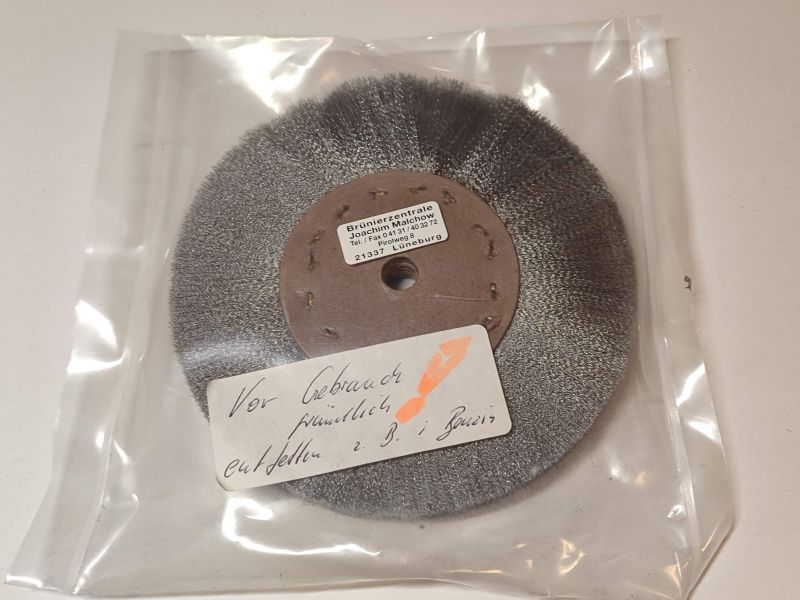 Brünierzentrale
Joachim Malchow
Tel. / Fax 0 41 31 / 40 32 72
Pirolweg 8
21337 Lüneburg
Vor Gebrauch
gründlich
entfetten z. B. i Benzin